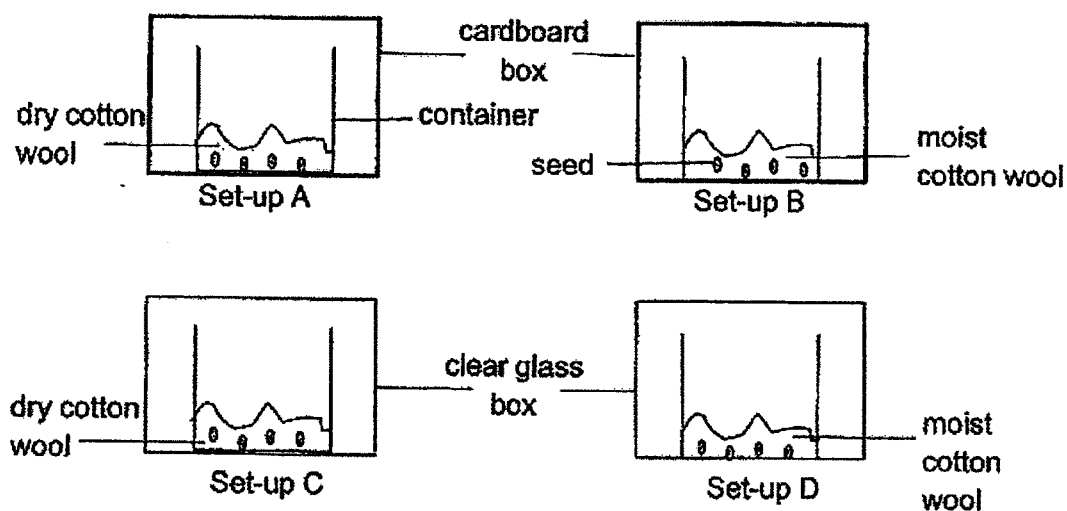 cardboard
box
dry cotton
wool
container
seed
moist
cotton wool
Set-up A
Set-up B
clear glass
box
dry cotton
wool
moist
cotton
wool
Set-up C
Set-up D